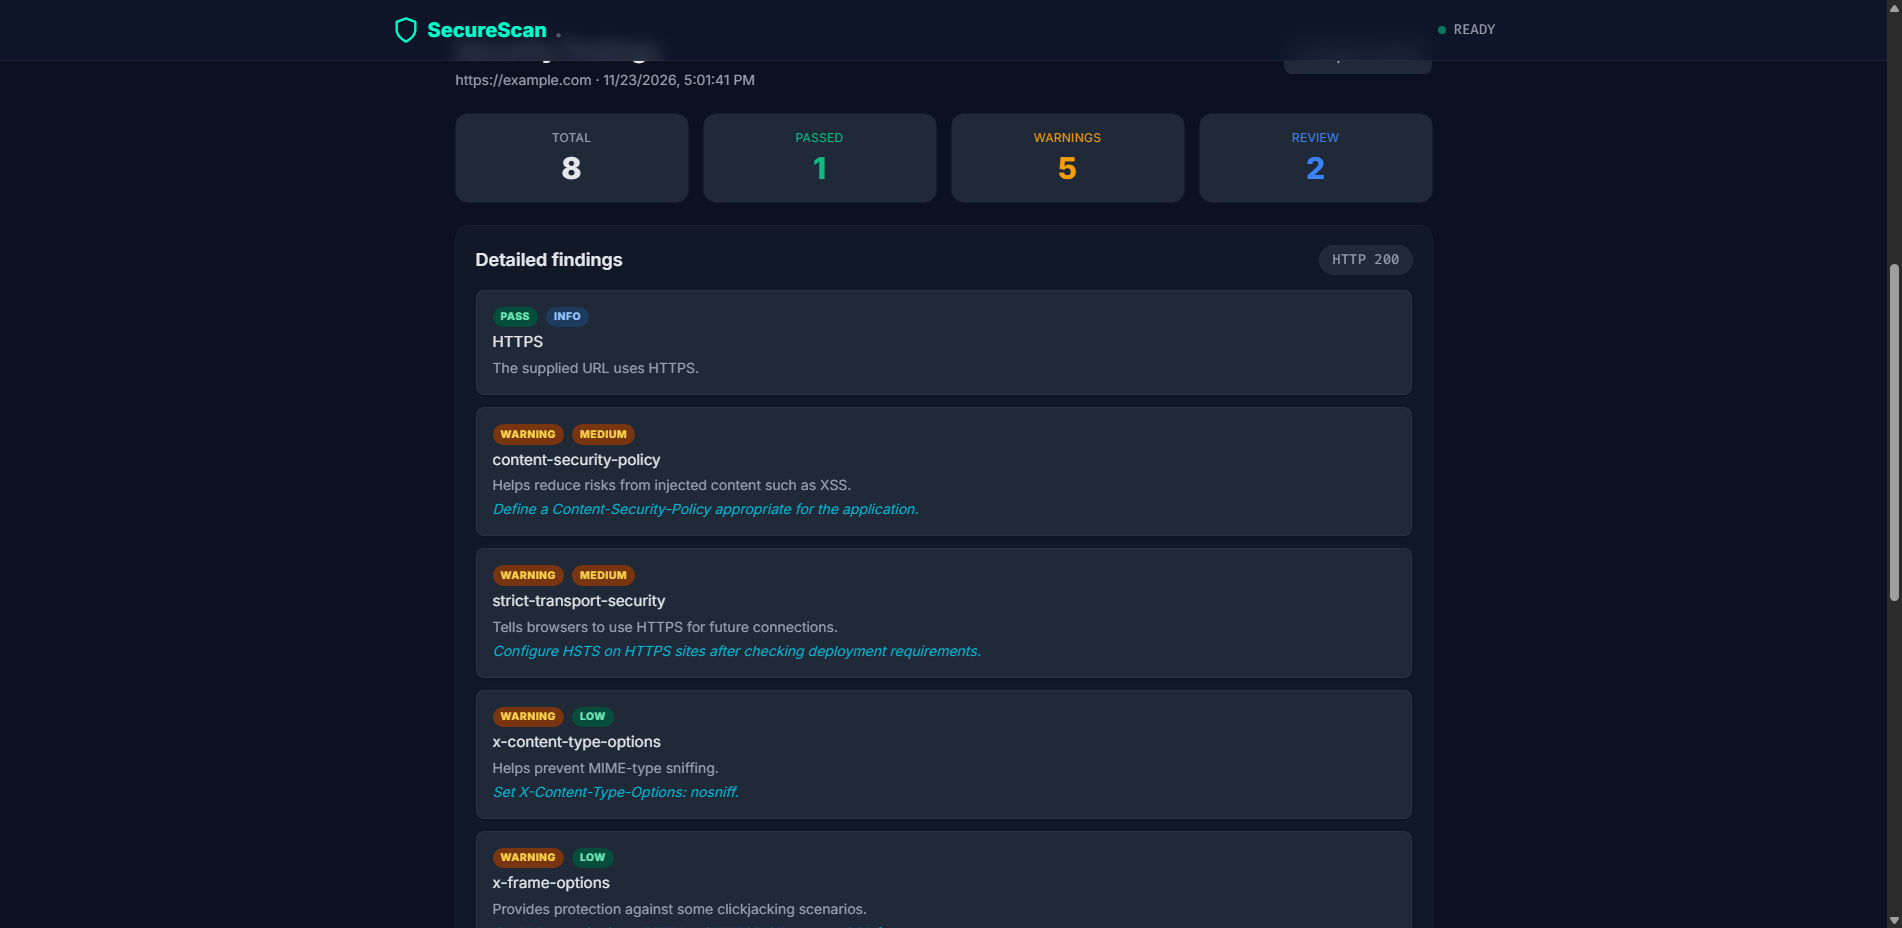 SecureScan .
READY
https://example.com · 11/23/2026, 5:01:41 PM
TOTAL
8
PASSED
1
WARNINGS
5
REVIEW
2
Detailed findings
HTTP 200
PASS INFO
HTTPS
The supplied URL uses HTTPS.
WARNING MEDIUM
content-security-policy
Helps reduce risks from injected content such as XSS.
Define a Content-Security-Policy appropriate for the application.
WARNING MEDIUM
strict-transport-security
Tells browsers to use HTTPS for future connections.
Configure HSTS on HTTPS sites after checking deployment requirements.
WARNING LOW
x-content-type-options
Helps prevent MIME-type sniffing.
Set X-Content-Type-Options: nosniff.
WARNING LOW
x-frame-options
Provides protection against some clickjacking scenarios.